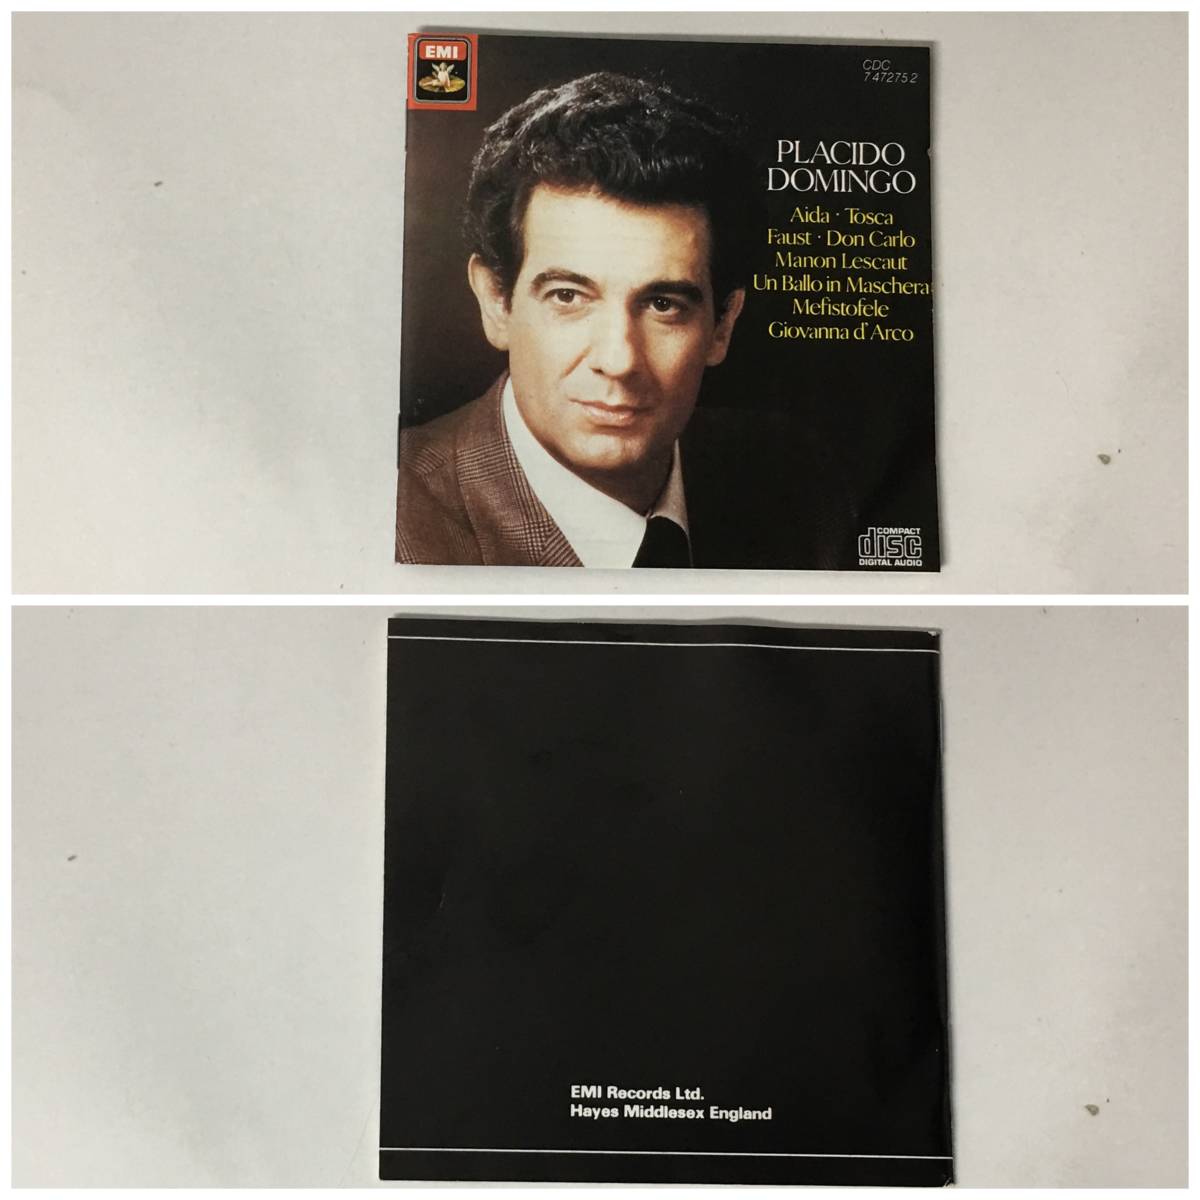 EMI
CDC
7 47275 2
PLACIDO
DOMINGO
Aida · Tosca
Faust · Don Carlo
Manon Lescaut
Un Ballo in Maschera
Mefistofele
Giovanna d'Arco
COMPACT
disc
DIGITAL AUDIO
EMI Records Ltd.
Hayes Middlesex England